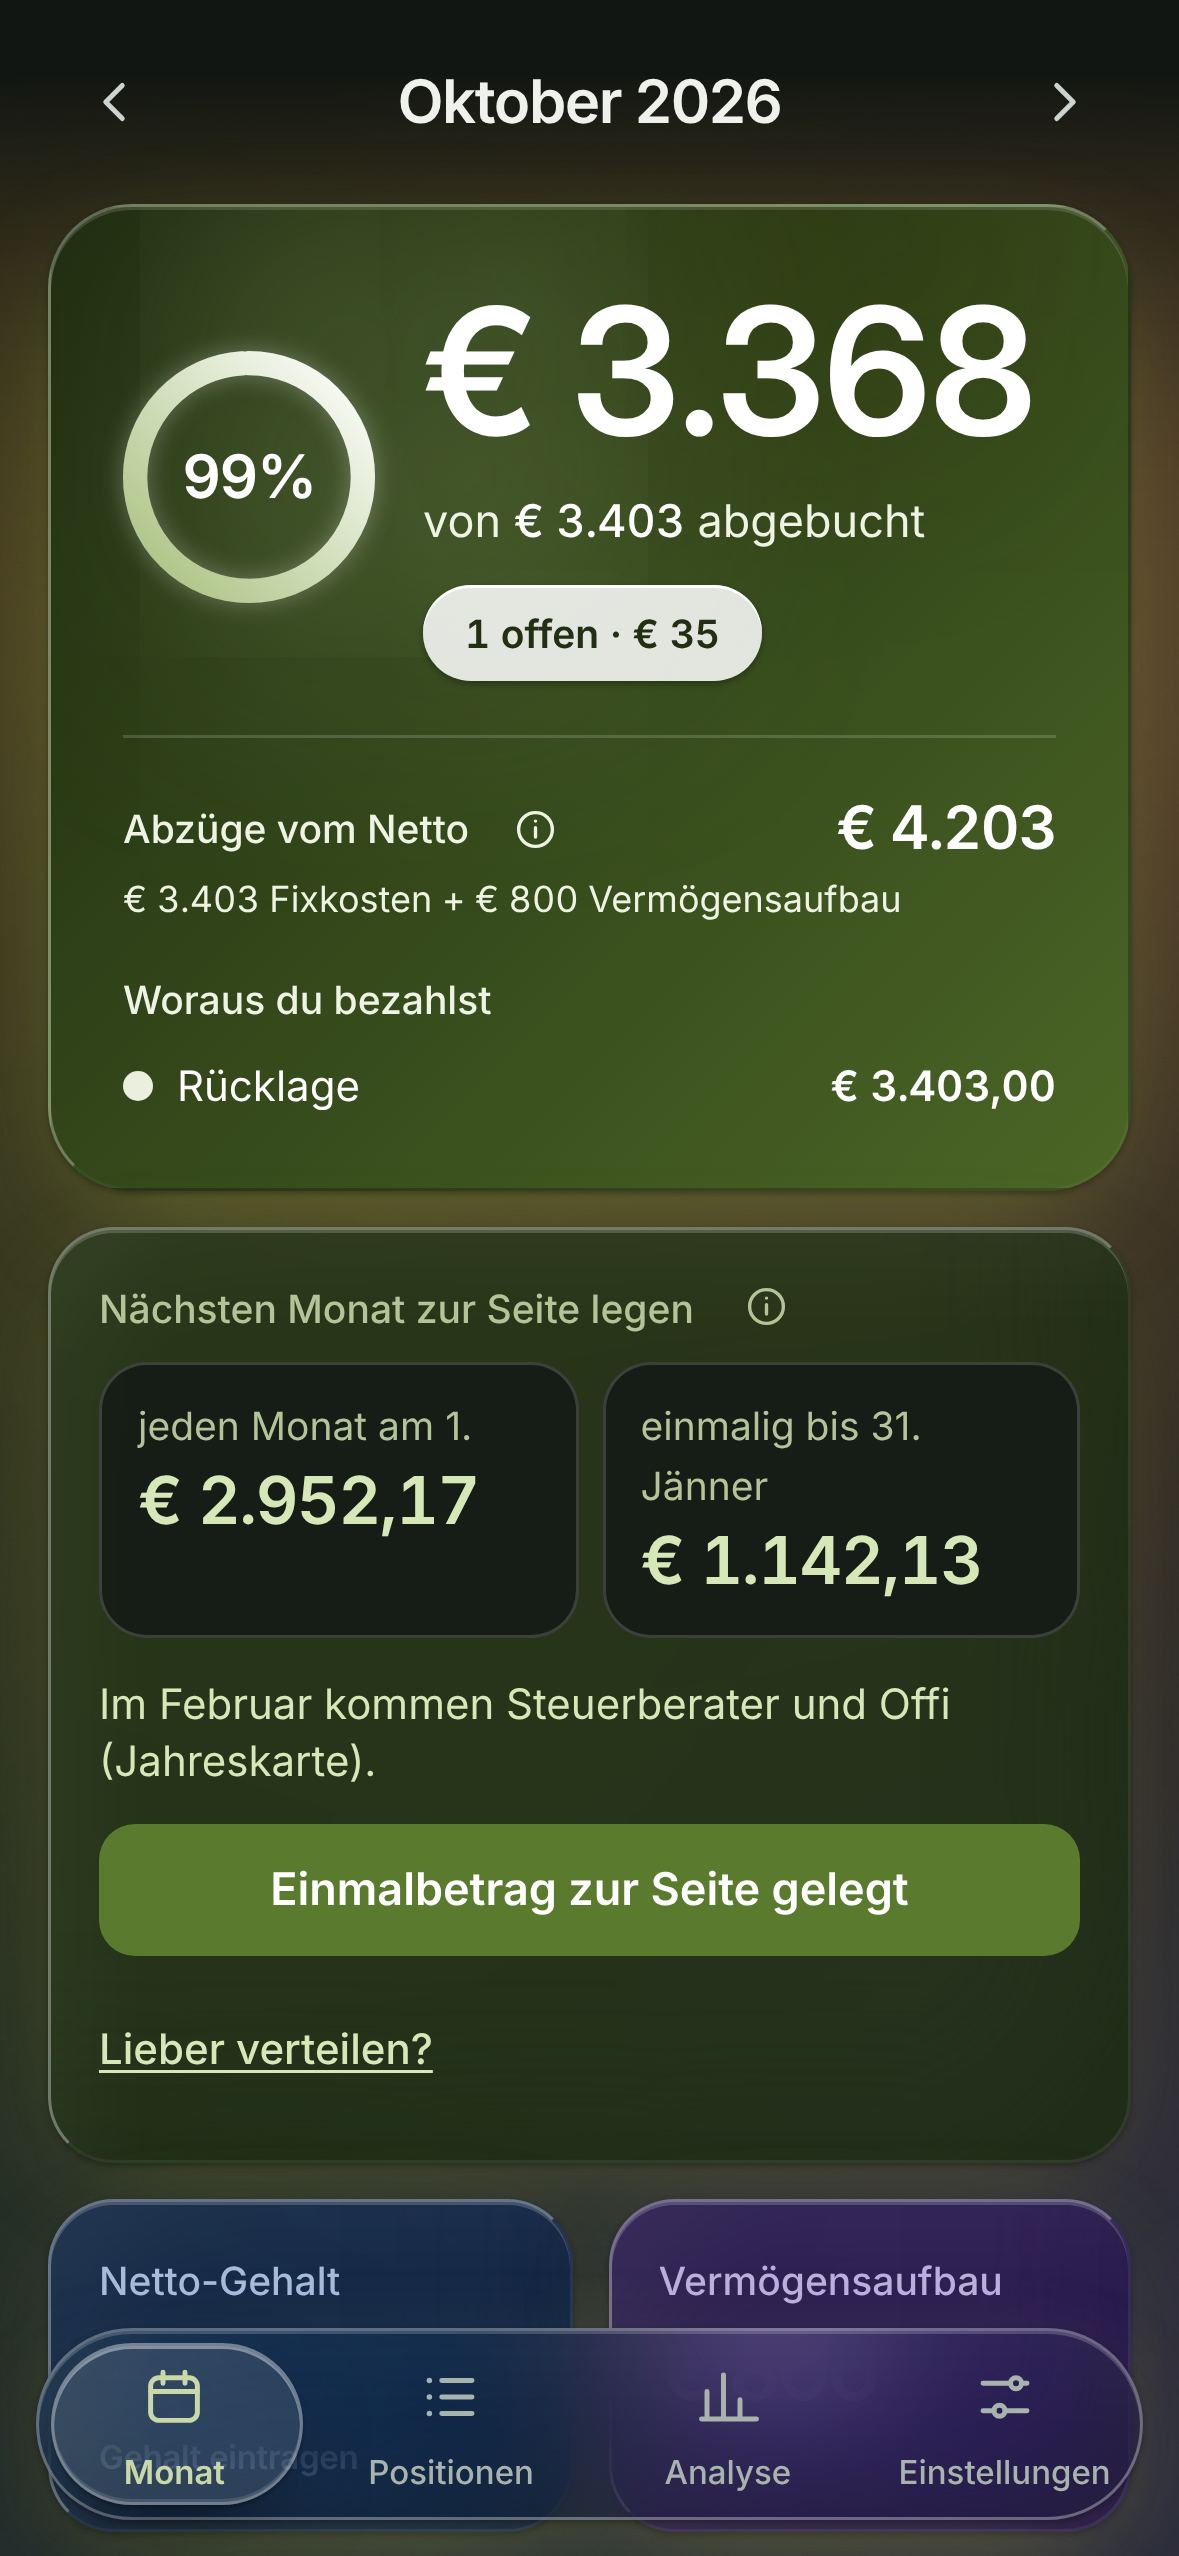 Oktober 2026
€ 3.368
99%
von € 3.403 abgebucht
1 offen · € 35
Abzüge vom Netto
€ 4.203
€ 3.403 Fixkosten + € 800 Vermögensaufbau
Woraus du bezahlst
Rücklage
€ 3.403,00
Nächsten Monat zur Seite legen
jeden Monat am 1.
€ 2.952,17
einmalig bis 31.
Jänner
€ 1.142,13
Im Februar kommen Steuerberater und Offi
(Jahreskarte).
Einmalbetrag zur Seite gelegt
Lieber verteilen?
Netto-Gehalt
Vermögensaufbau
Gehalt eintragen
Monat
Positionen
Analyse
Einstellungen